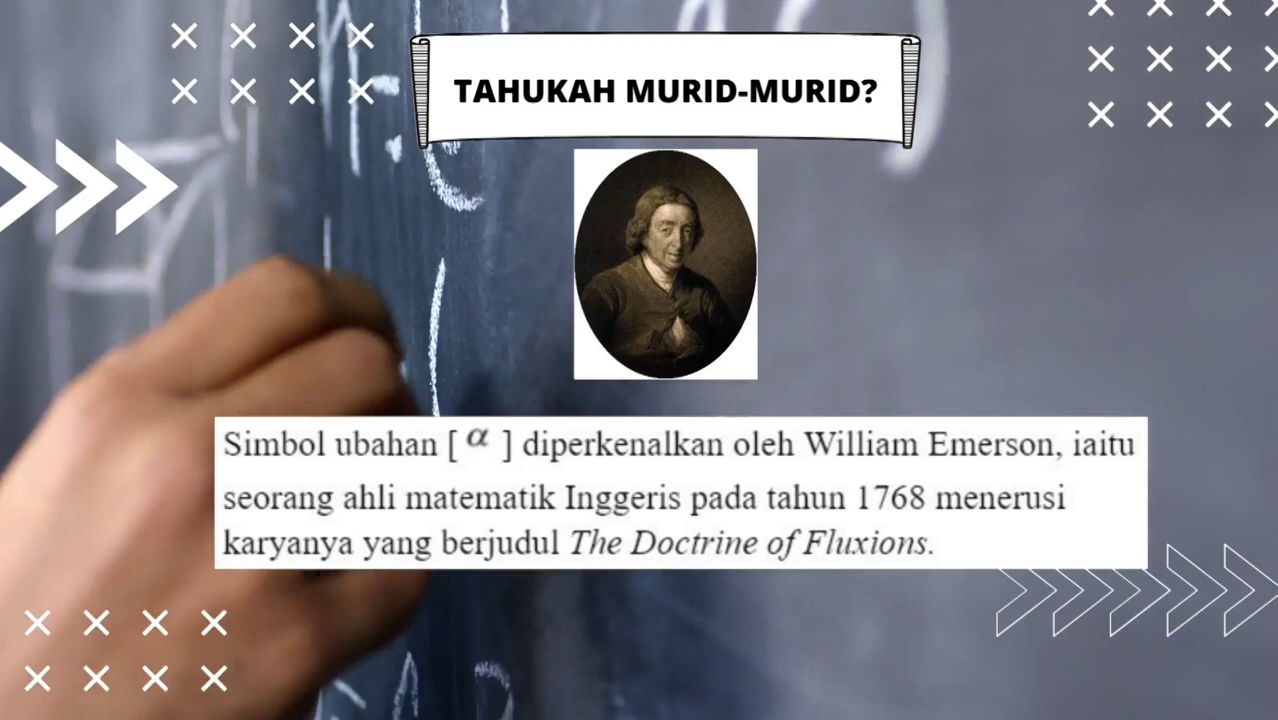 TAHUKAH MURID-MURID?
Simbol ubahan [ α ] diperkenalkan oleh William Emerson, iaitu
seorang ahli matematik Inggeris pada tahun 1768 menerusi
karyanya yang berjudul The Doctrine of Fluxions.